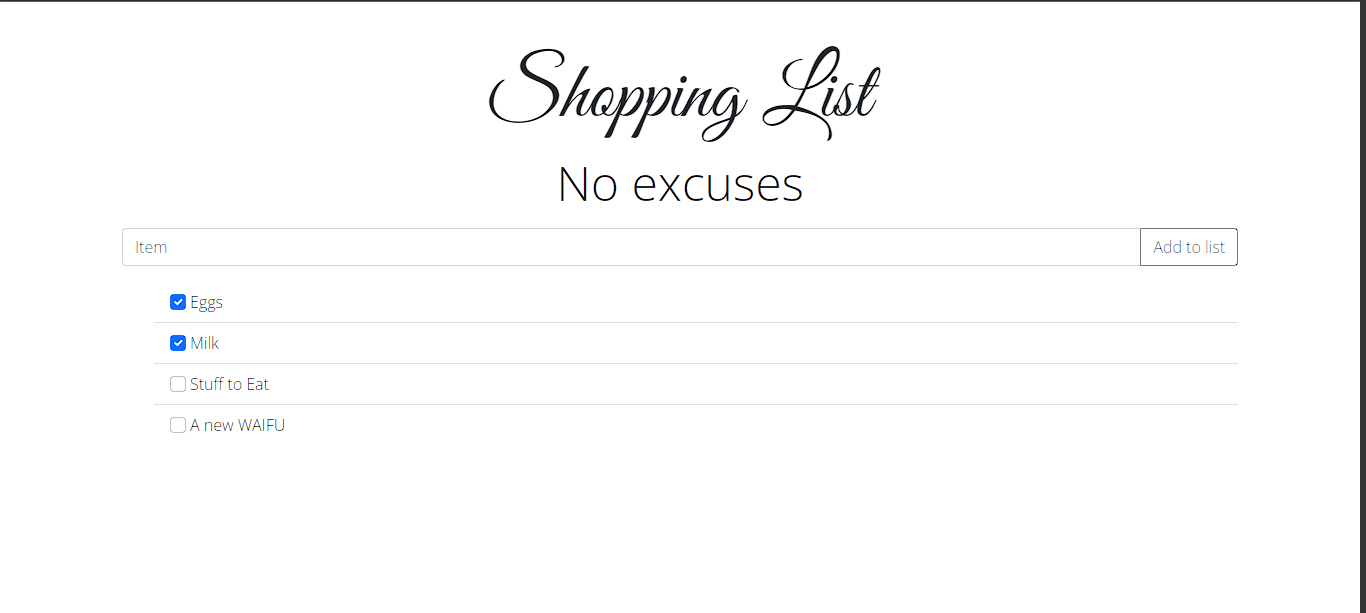 Shopping List
No excuses
Item
Add to list
Eggs
Milk
Stuff to Eat
A new WAIFU